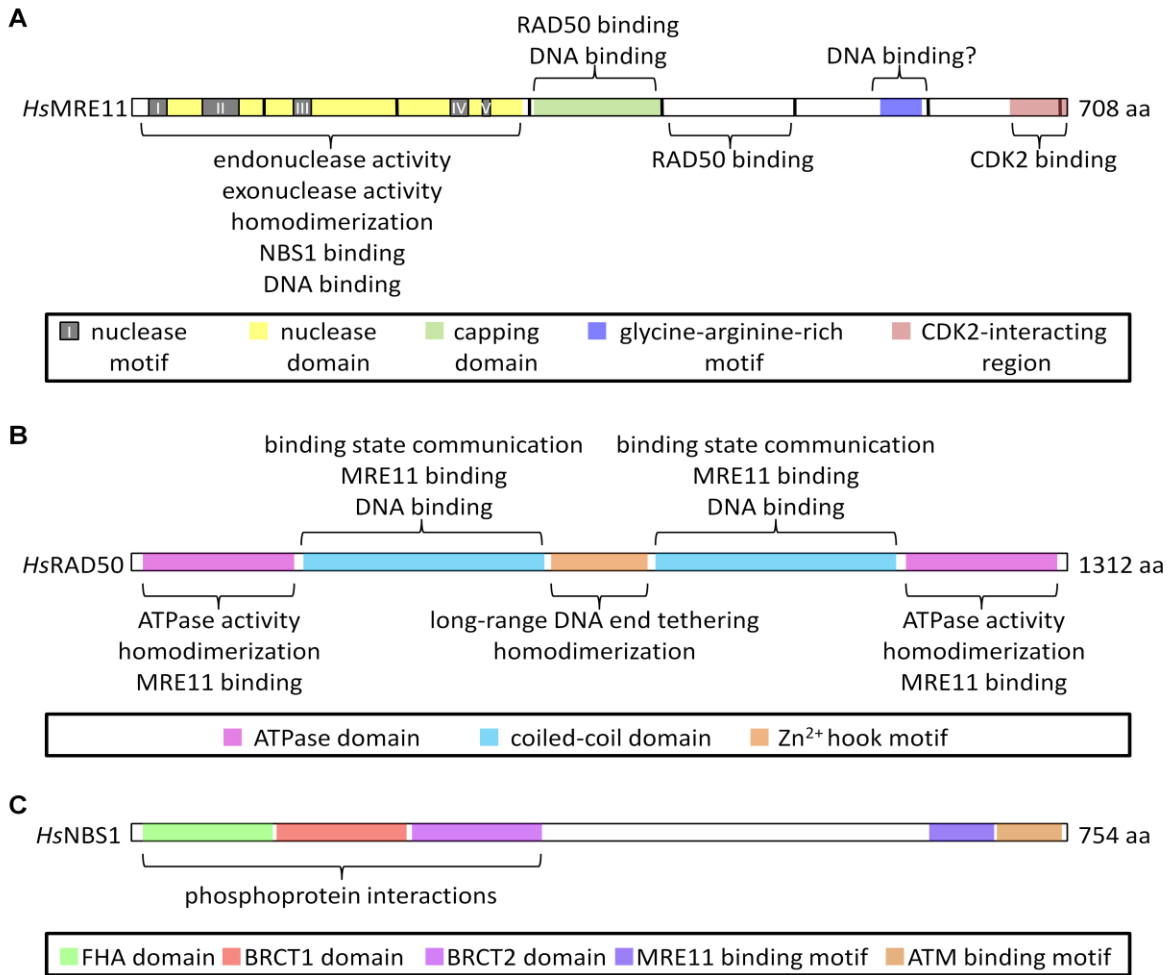 A
RAD50 binding
DNA binding
DNA binding?
HsMRE11
I
II
III
IV
V
708 aa
endonuclease activity
exonuclease activity
homodimerization
NBS1 binding
DNA binding
RAD50 binding
CDK2 binding
I nuclease motif
nuclease domain
capping domain
glycine-arginine-rich motif
CDK2-interacting region
B
binding state communication
MRE11 binding
DNA binding
binding state communication
MRE11 binding
DNA binding
HsRAD50
1312 aa
ATPase activity
homodimerization
MRE11 binding
long-range DNA end tethering
homodimerization
ATPase activity
homodimerization
MRE11 binding
ATPase domain
coiled-coil domain
Zn²⁺ hook motif
C
HsNBS1
754 aa
phosphoprotein interactions
FHA domain
BRCT1 domain
BRCT2 domain
MRE11 binding motif
ATM binding motif